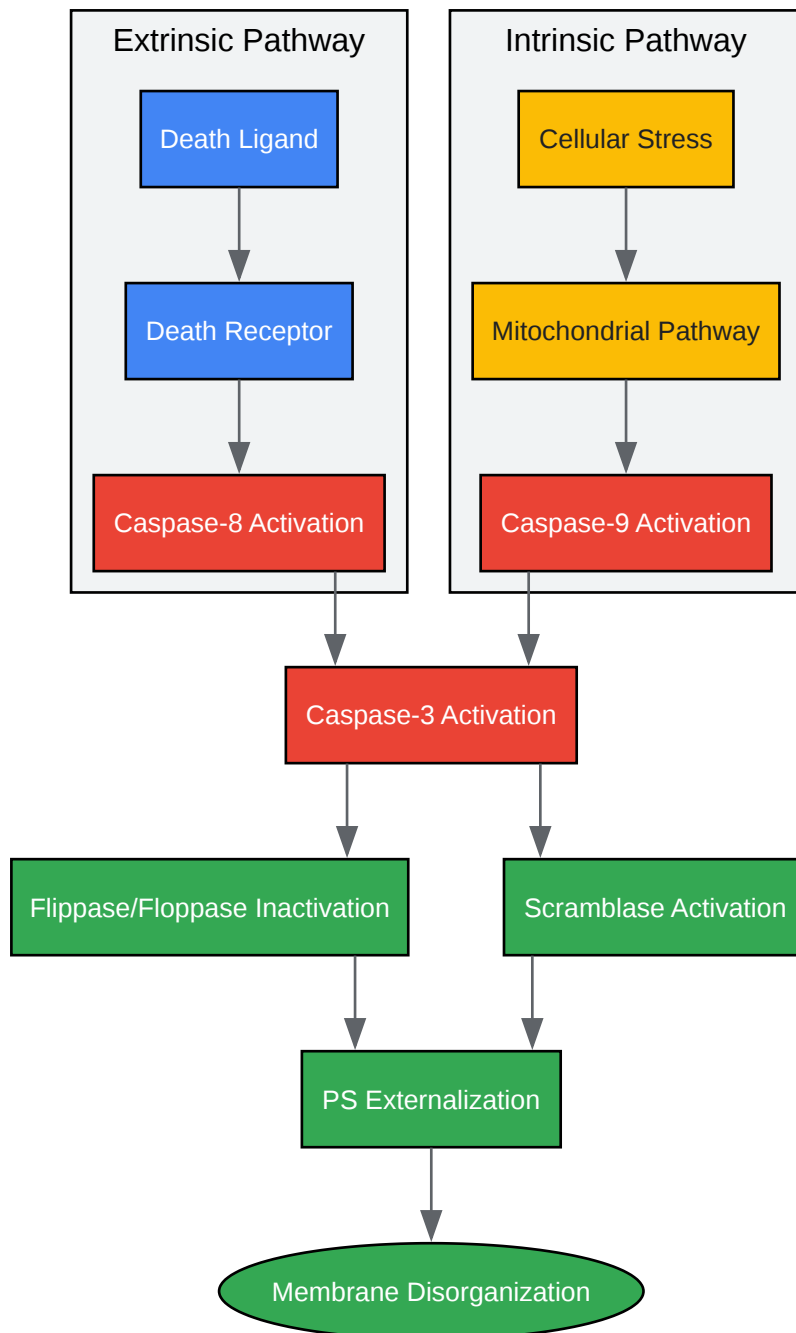 Extrinsic Pathway
Intrinsic Pathway
Death Ligand
Cellular Stress
Death Receptor
Mitochondrial Pathway
Caspase-8 Activation
Caspase-9 Activation
Caspase-3 Activation
Flippase/Floppase Inactivation
Scramblase Activation
PS Externalization
Membrane Disorganization